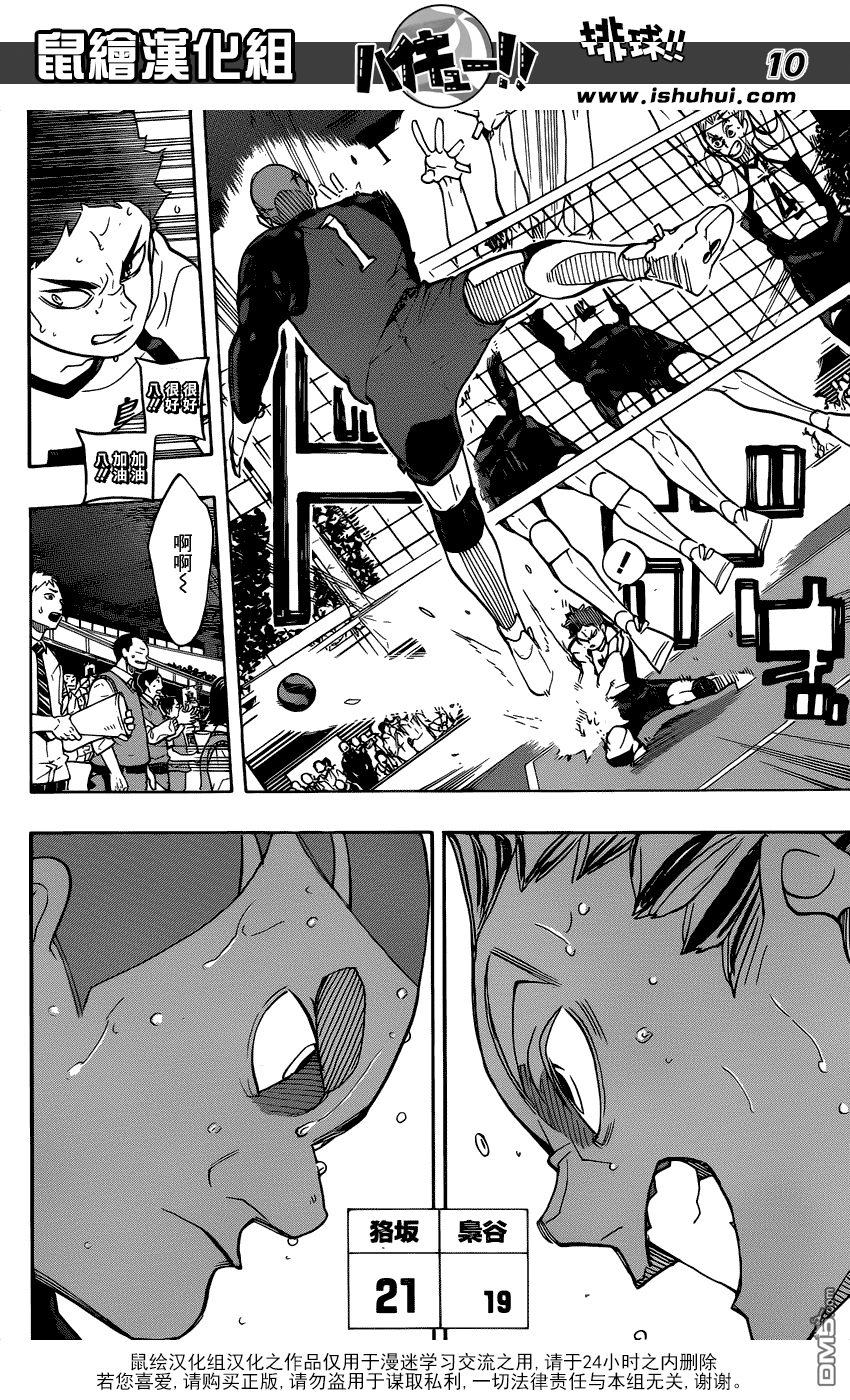 鼠繪漢化組
ハイキュー!!
排球!!
10
www.ishuhui.com
1
4
!
很好
很好
八!!
加油
加油
八!!
啊
啊
~
狢坂
梟谷
21
19
鼠绘汉化组汉化之作品仅用于漫迷学习交流之用, 请于24小时之内删除
若您喜爱, 请购买正版, 请勿盗用于谋取私利, 一切法律责任与本组无关, 谢谢。